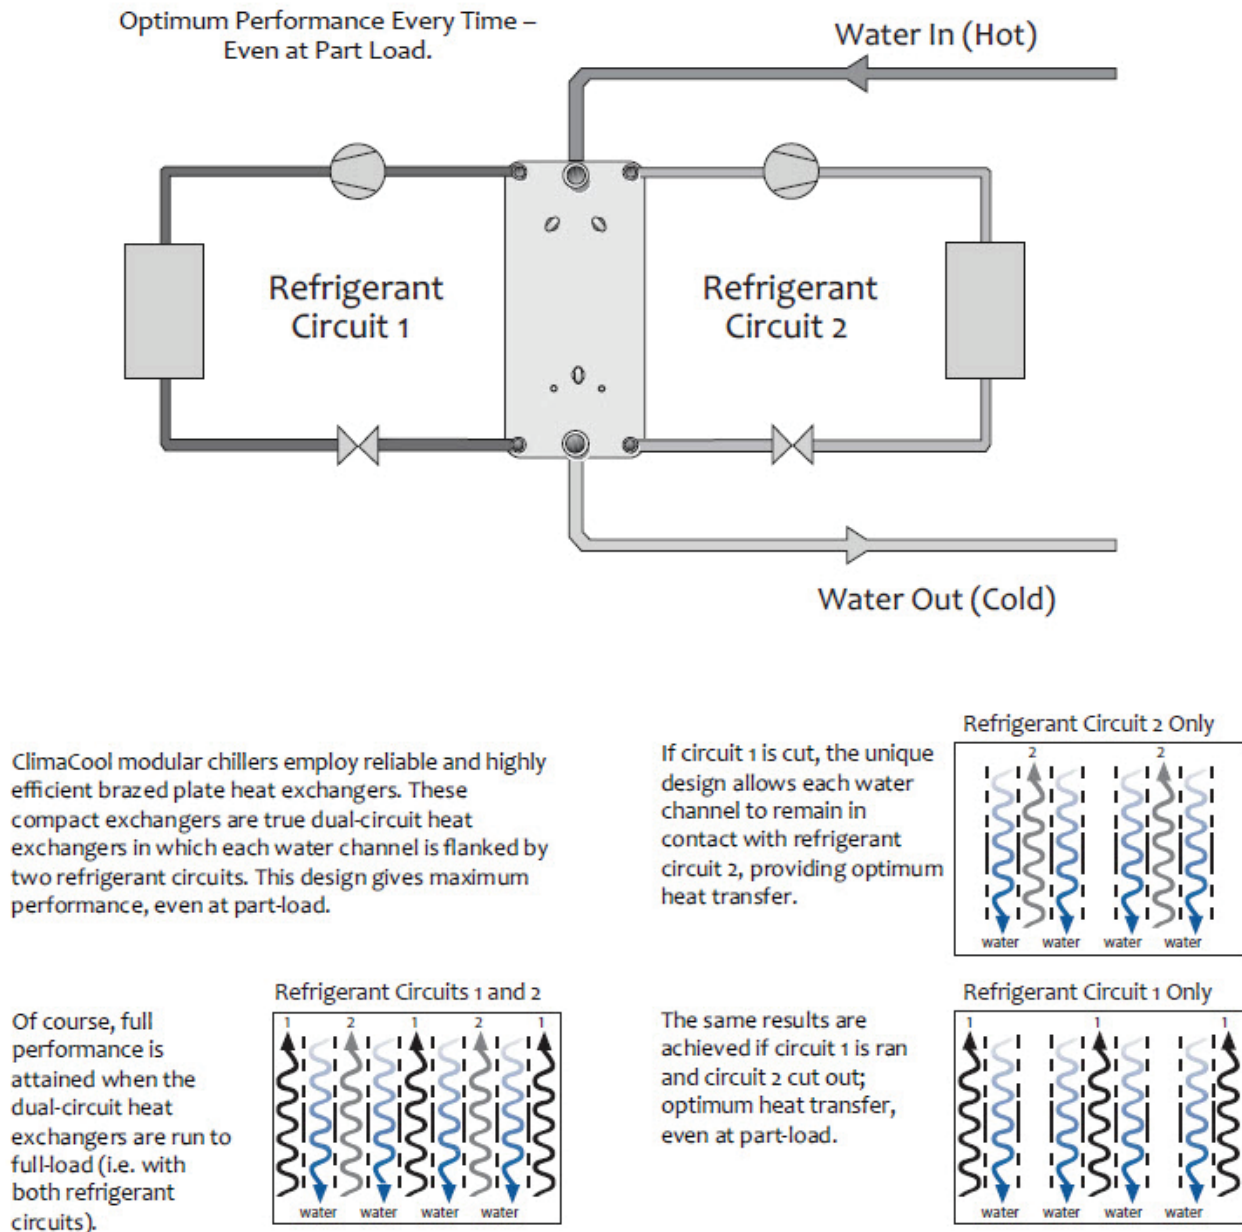 Optimum Performance Every Time –
Even at Part Load.
Water In (Hot)
Refrigerant
Circuit 1
Refrigerant
Circuit 2
Water Out (Cold)
ClimaCool modular chillers employ reliable and highly
efficient brazed plate heat exchangers. These
compact exchangers are true dual-circuit heat
exchangers in which each water channel is flanked by
two refrigerant circuits. This design gives maximum
performance, even at part-load.
If circuit 1 is cut, the unique
design allows each water
channel to remain in
contact with refrigerant
circuit 2, providing optimum
heat transfer.
Refrigerant Circuit 2 Only
2 2
water water water water
Of course, full
performance is
attained when the
dual-circuit heat
exchangers are run to
full-load (i.e. with
both refrigerant
circuits).
Refrigerant Circuits 1 and 2
1 2 1 2 1
water water water water
The same results are
achieved if circuit 1 is ran
and circuit 2 cut out;
optimum heat transfer,
even at part-load.
Refrigerant Circuit 1 Only
1 1 1
water water water water